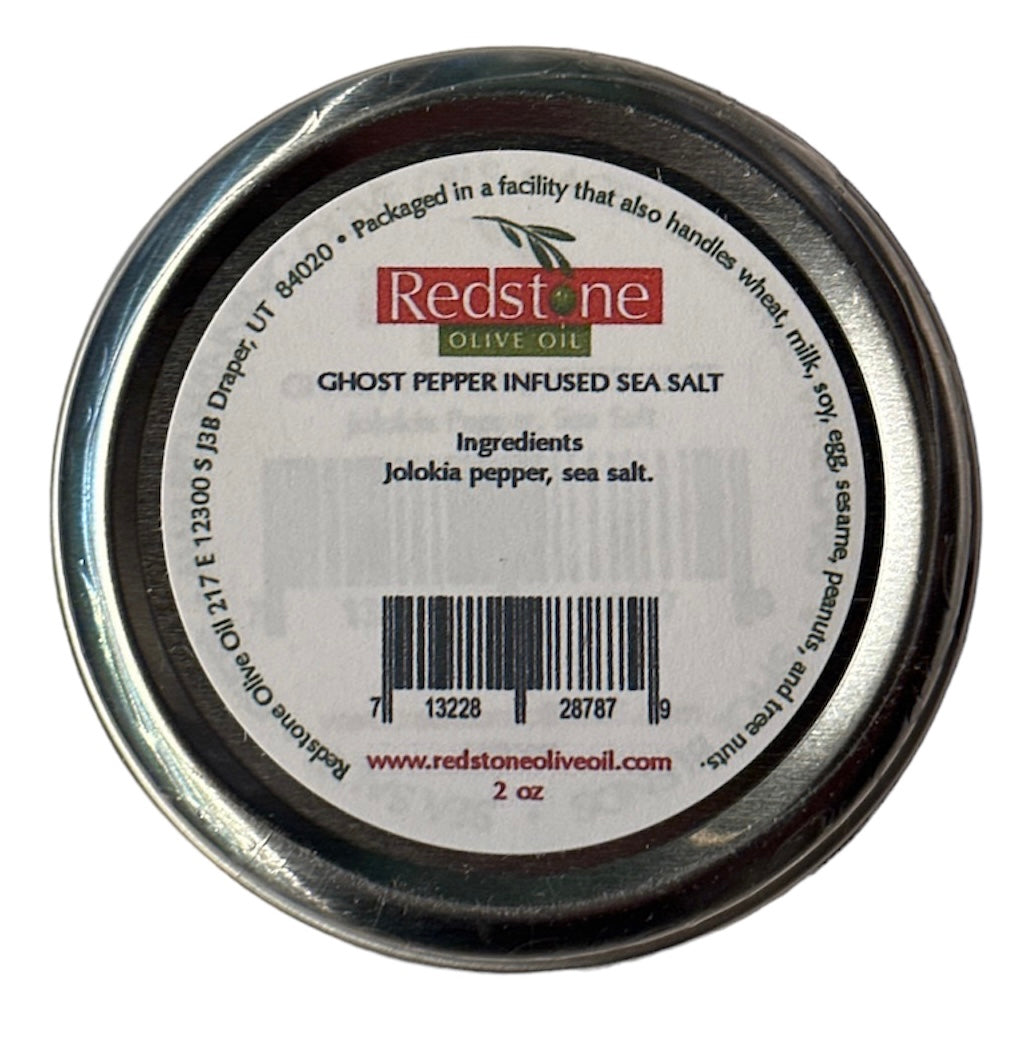 Redstone Olive Oil 217 E 12300 S J3B Draper, UT 84020 • Packaged in a facility that also handles wheat, milk, soy, egg, sesame, peanuts, and tree nuts.
Redstone
OLIVE OIL
GHOST PEPPER INFUSED SEA SALT
Ingredients
Jolokia pepper, sea salt.
7 13228 28787 9
www.redstoneoliveoil.com
2 oz